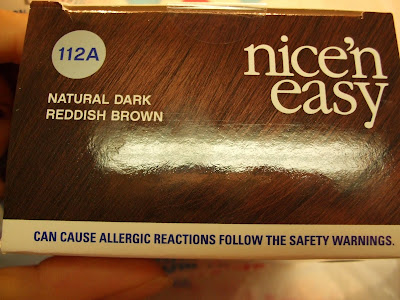 112A
NATURAL DARK
REDDISH BROWN
nice'n
easy
CAN CAUSE ALLERGIC REACTIONS FOLLOW THE SAFETY WARNINGS.